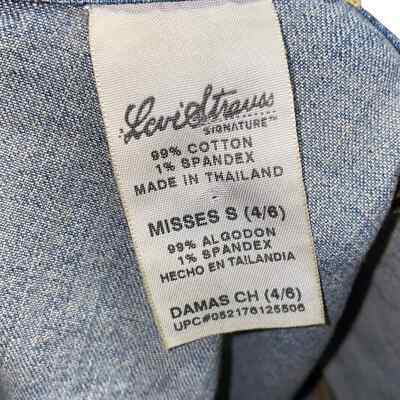 Levi Strauss
SIGNATURE™
99% COTTON
1% SPANDEX
MADE IN THAILAND
MISSES S (4/6)
99% ALGODON
1% SPANDEX
HECHO EN TAILANDIA
DAMAS CH (4/6)
UPC#052176125506